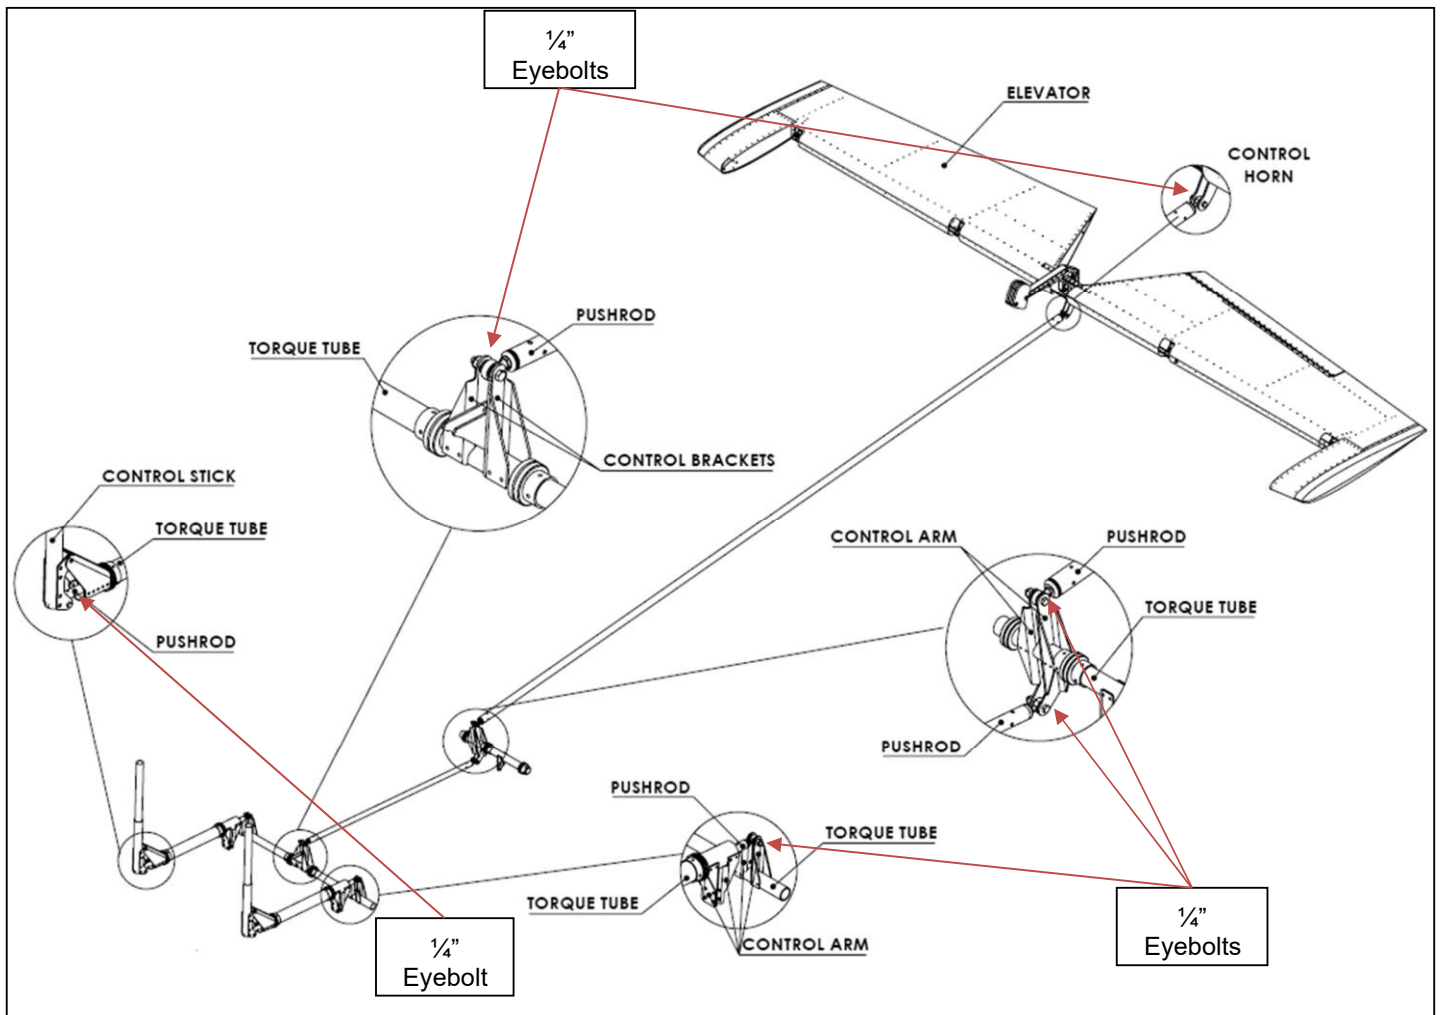 ¼”
Eyebolts
ELEVATOR
CONTROL
HORN
PUSHROD
TORQUE TUBE
CONTROL BRACKETS
CONTROL STICK
TORQUE TUBE
PUSHROD
CONTROL ARM
PUSHROD
TORQUE TUBE
PUSHROD
PUSHROD
TORQUE TUBE
TORQUE TUBE
CONTROL ARM
¼”
Eyebolts
¼”
Eyebolt